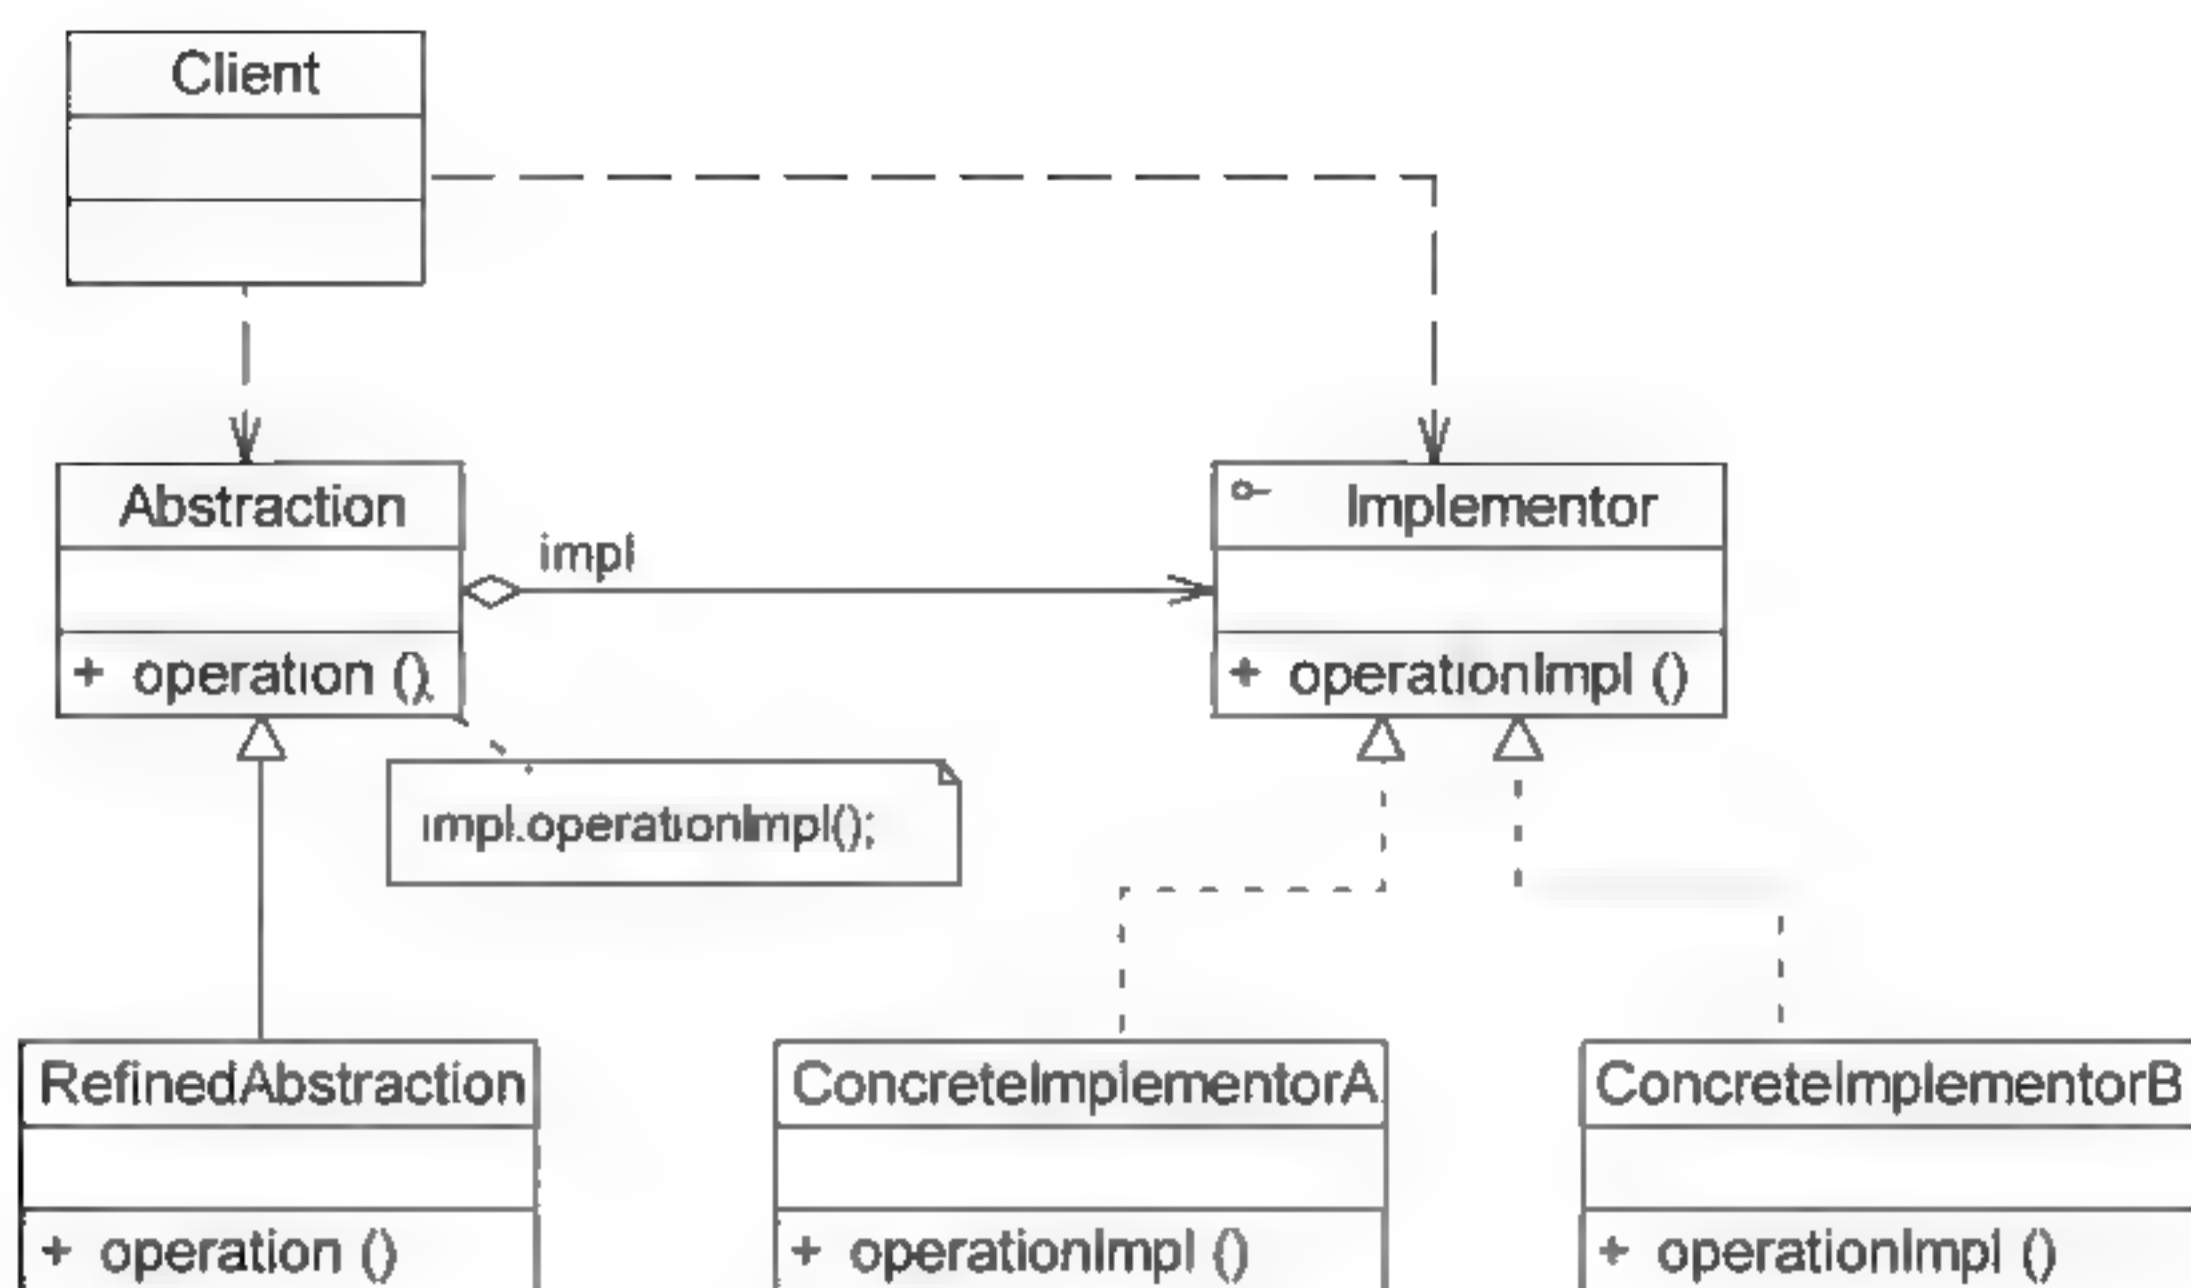 Client
Abstraction
impl
Implementor
+ operation ()
+ operationImpl ()
impl.operationImpl();
RefinedAbstraction
ConcreteImplementorA
ConcreteImplementorB
+ operation ()
+ operationImpl ()
+ operationImpl ()